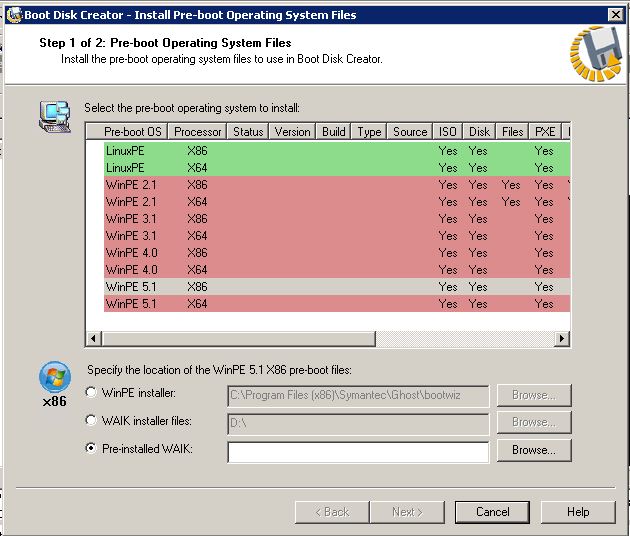 Boot Disk Creator - Install Pre-boot Operating System Files
Step 1 of 2: Pre-boot Operating System Files
Install the pre-boot operating system files to use in Boot Disk Creator.
Select the pre-boot operating system to install:
Pre-boot OS Processor Status Version Build Type Source ISO Disk Files PXE
LinuxPE X86 Yes Yes Yes
LinuxPE X64 Yes Yes Yes
WinPE 2.1 X86 Yes Yes Yes Yes
WinPE 2.1 X64 Yes Yes Yes Yes
WinPE 3.1 X86 Yes Yes Yes
WinPE 3.1 X64 Yes Yes Yes
WinPE 4.0 X86 Yes Yes Yes
WinPE 4.0 X64 Yes Yes Yes
WinPE 5.1 X86 Yes Yes Yes
WinPE 5.1 X64 Yes Yes Yes
Specify the location of the WinPE 5.1 X86 pre-boot files:
x86
WinPE installer: C:\Program Files (x86)\Symantec\Ghost\bootwiz Browse...
WAIK installer files: D:\ Browse...
Pre-installed WAIK: Browse...
< Back Next > Cancel Help